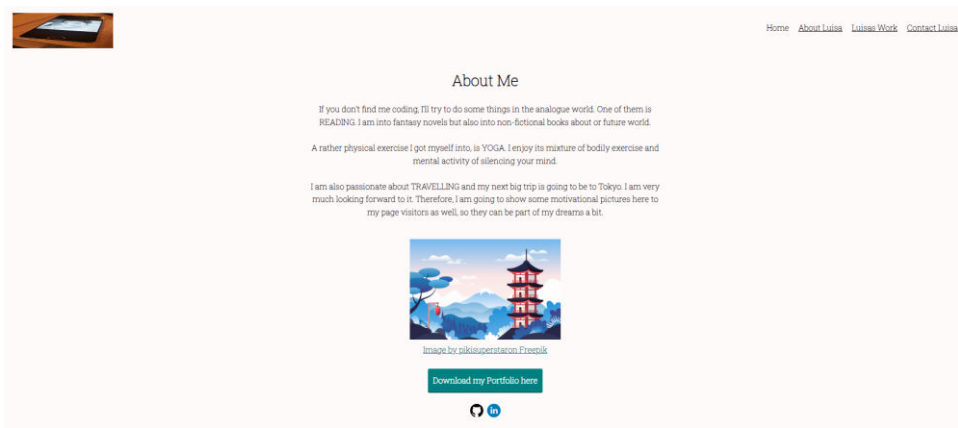 Home About Luisa Luisas Work Contact Luisa
About Me
If you don't find me coding, I'll try to do some things in the analogue world. One of them is
READING. I am into fantasy novels but also into non-fictional books about or future world.
A rather physical exercise I got myself into, is YOGA. I enjoy its mixture of bodily exercise and
mental activity of silencing your mind.
I am also passionate about TRAVELLING and my next big trip is going to be to Tokyo. I am very
much looking forward to it. Therefore, I am going to show some motivational pictures here to
my page visitors as well, so they can be part of my dreams a bit.
Image by pikisuperstaron Freepik
Download my Portfolio here
in